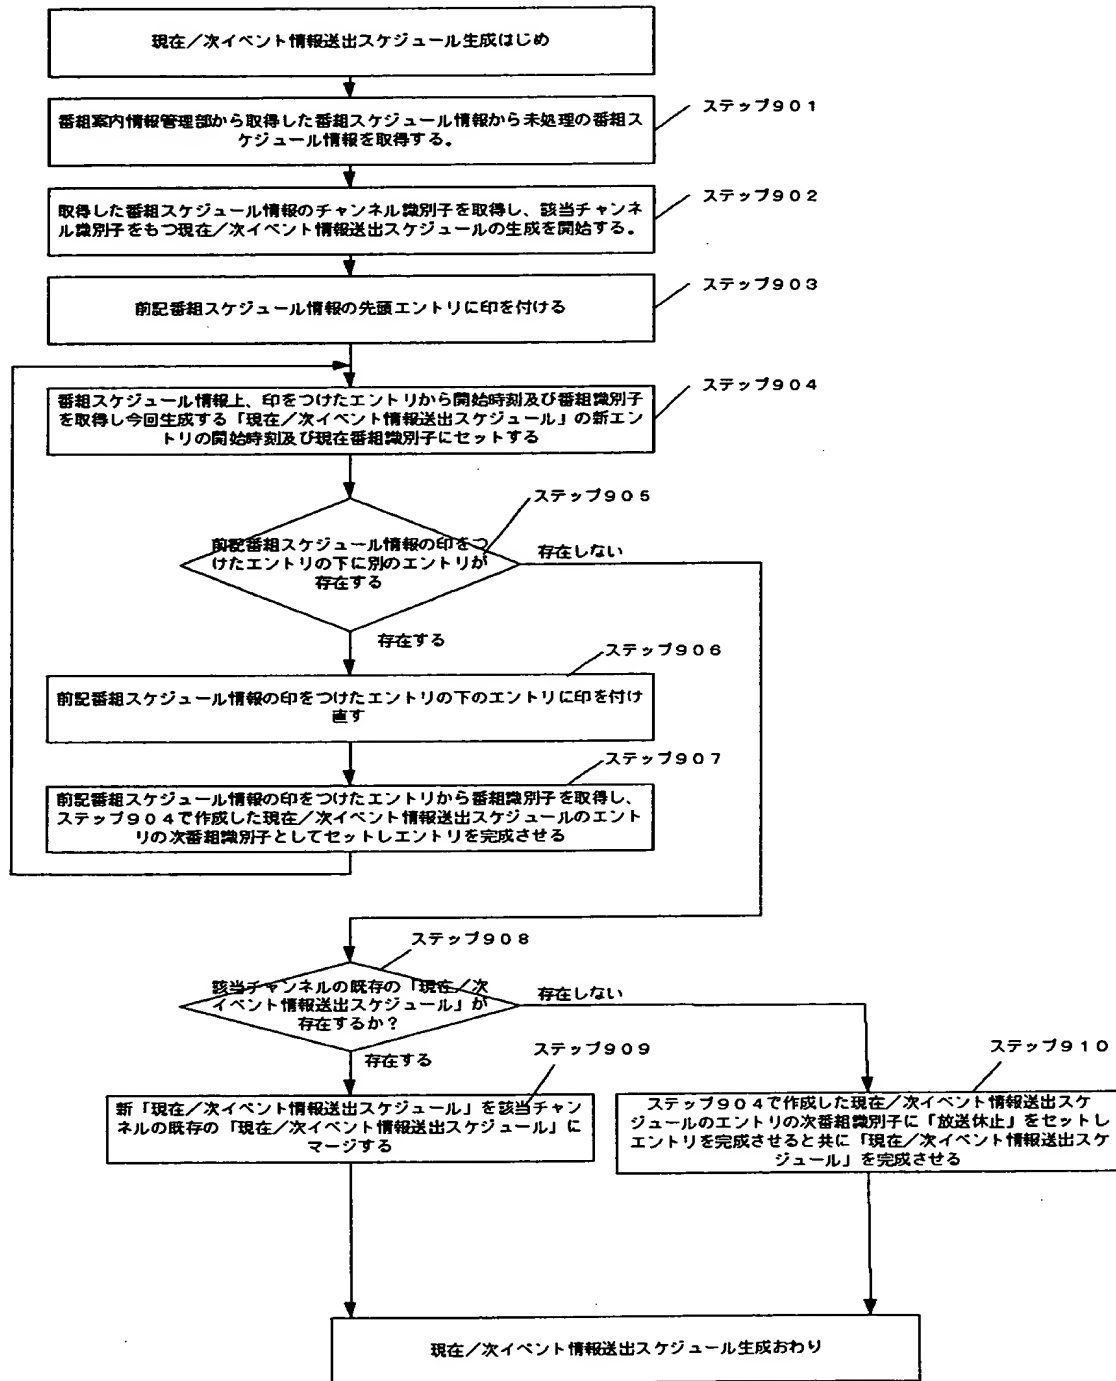 現在／次イベント情報送出スケジュール生成はじめ
ステップ９０１
番組案内情報管理部から取得した番組スケジュール情報から未処理の番組ス
ケジュール情報を取得する。
ステップ９０２
取得した番組スケジュール情報のチャンネル識別子を取得し、該当チャンネ
ル識別子をもつ現在／次イベント情報送出スケジュールの生成を開始する。
ステップ９０３
前記番組スケジュール情報の先頭エントリに印を付ける
ステップ９０４
番組スケジュール情報上、印をつけたエントリから開始時刻及び番組識別子
を取得し今回生成する「現在／次イベント情報送出スケジュール」の新エン
トリの開始時刻及び現在番組識別子にセットする
ステップ９０５
前記番組スケジュール情報の印をつ
けたエントリの下に別のエントリが
存在する
存在しない
存在する
ステップ９０６
前記番組スケジュール情報の印をつけたエントリの下のエントリに印を付け
直す
ステップ９０７
前記番組スケジュール情報の印をつけたエントリから番組識別子を取得し、
ステップ９０４で作成した現在／次イベント情報送出スケジュールのエント
リの次番組識別子としてセットしエントリを完成させる
ステップ９０８
該当チャンネルの既存の「現在／次
イベント情報送出スケジュール」が
存在するか？
存在しない
存在する
ステップ９０９
新「現在／次イベント情報送出スケジュール」を該当チャン
ネルの既存の「現在／次イベント情報送出スケジュール」に
マージする
ステップ９１０
ステップ９０４で作成した現在／次イベント情報送出スケ
ジュールのエントリの次番組識別子に「放送休止」をセットし
エントリを完成させると共に「現在／次イベント情報送出スケ
ジュール」を完成させる
現在／次イベント情報送出スケジュール生成おわり